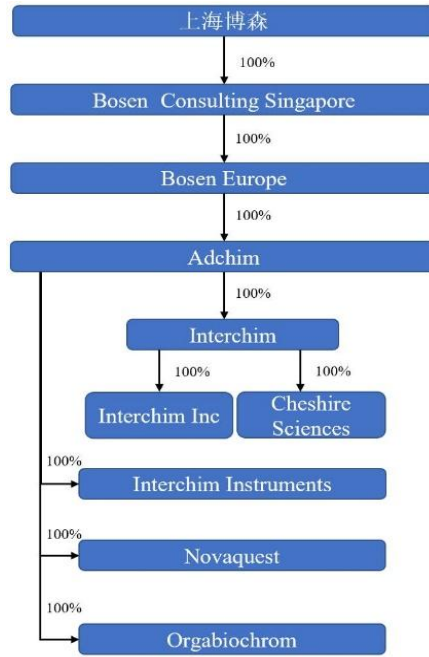 上海博森
100%
Bosen Consulting Singapore
100%
Bosen Europe
100%
Adchim
100%
Interchim
100%
100%
Interchim Inc
Cheshire
Sciences
100%
Interchim Instruments
100%
Novaquest
100%
Orgabiochrom